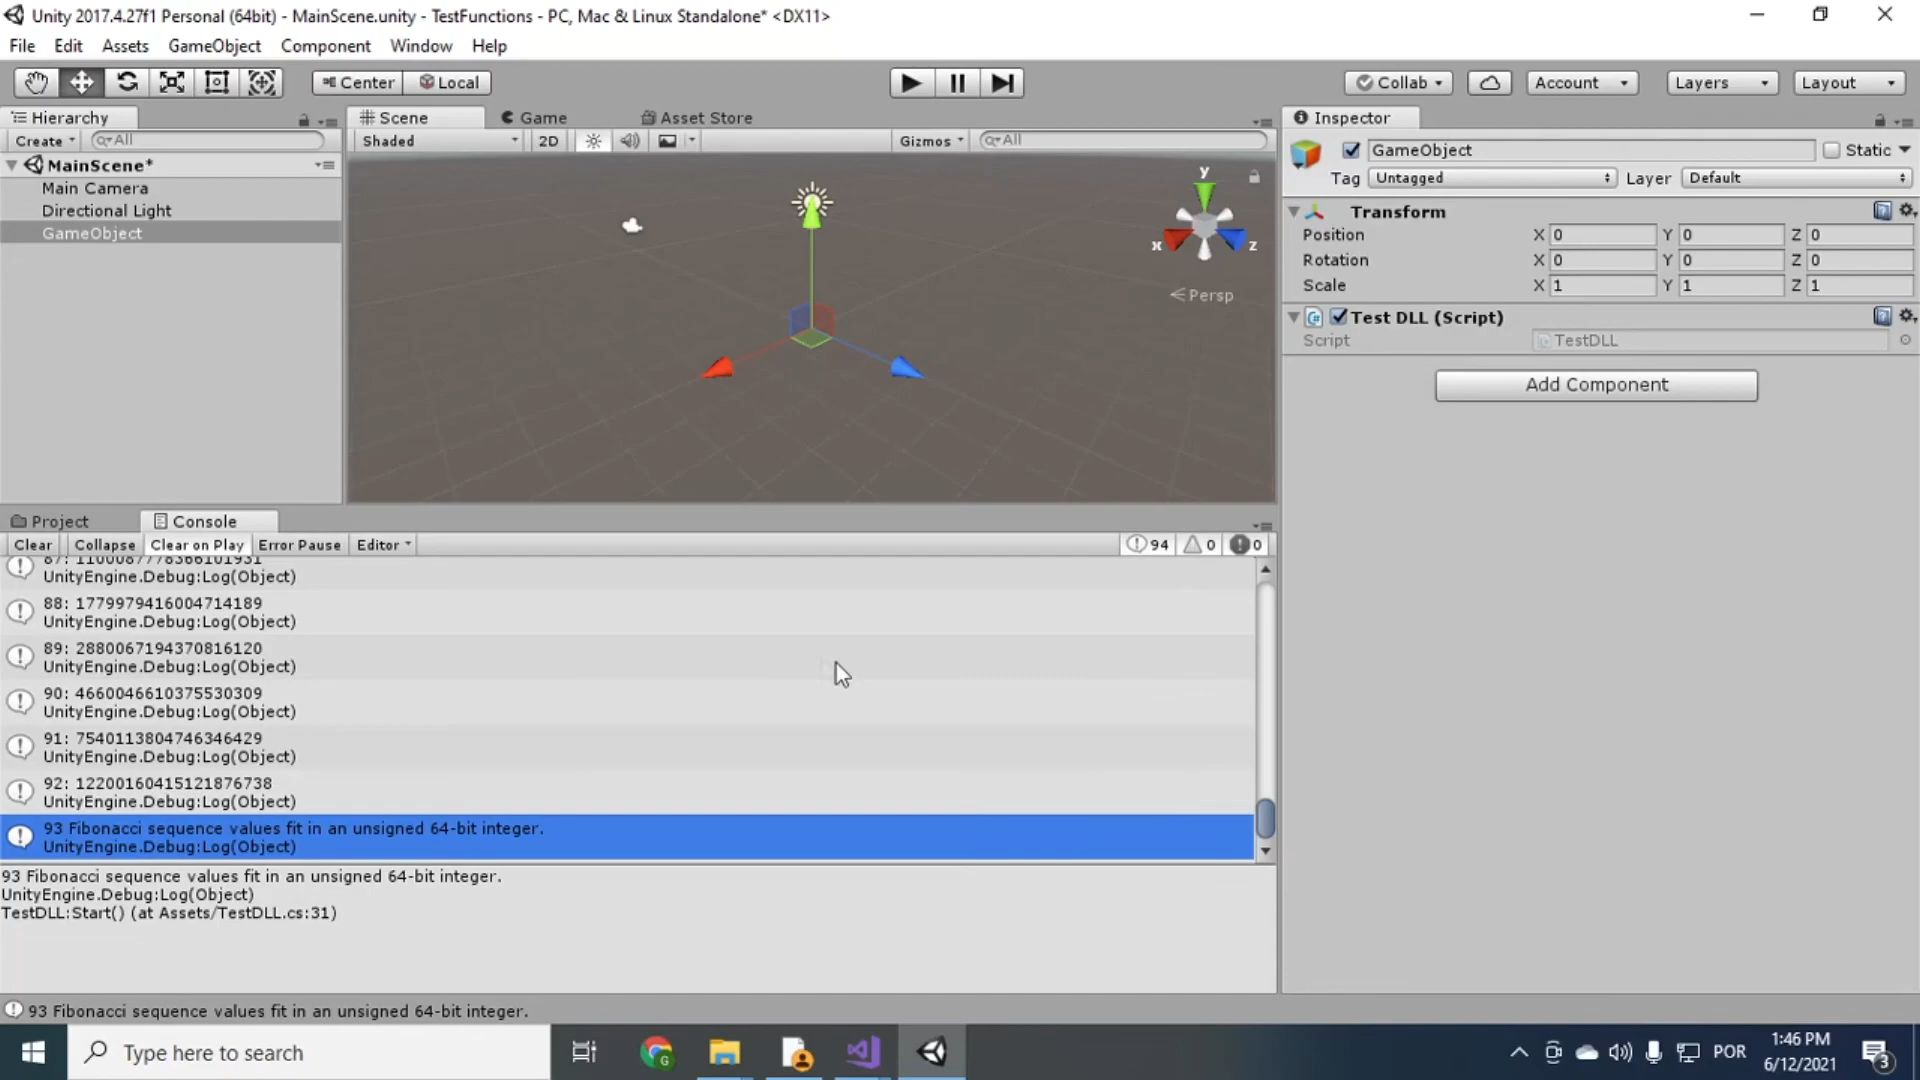 Unity 2017.4.27f1 Personal (64bit) - MainScene.unity - TestFunctions - PC, Mac & Linux Standalone* <DX11>
File Edit Assets GameObject Component Window Help
Center Local Collab Account Layers Layout
Hierarchy
Create All
MainScene*
Main Camera
Directional Light
GameObject
Scene Game Asset Store
Shaded 2D Gizmos All
y
x z
Persp
Inspector
GameObject Static
Tag Untagged Layer Default
Transform
Position X 0 Y 0 Z 0
Rotation X 0 Y 0 Z 0
Scale X 1 Y 1 Z 1
Test DLL (Script)
Script TestDLL
Add Component
Project Console
Clear Collapse Clear on Play Error Pause Editor 94 0 0
87: 1100087778366101931
UnityEngine.Debug:Log(Object)
88: 1779979416004714189
UnityEngine.Debug:Log(Object)
89: 2880067194370816120
UnityEngine.Debug:Log(Object)
90: 4660046610375530309
UnityEngine.Debug:Log(Object)
91: 7540113804746346429
UnityEngine.Debug:Log(Object)
92: 12200160415121876738
UnityEngine.Debug:Log(Object)
93 Fibonacci sequence values fit in an unsigned 64-bit integer.
UnityEngine.Debug:Log(Object)
93 Fibonacci sequence values fit in an unsigned 64-bit integer.
UnityEngine.Debug:Log(Object)
TestDLL:Start() (at Assets/TestDLL.cs:31)
93 Fibonacci sequence values fit in an unsigned 64-bit integer.
Type here to search
POR
1:46 PM
6/12/2021
3